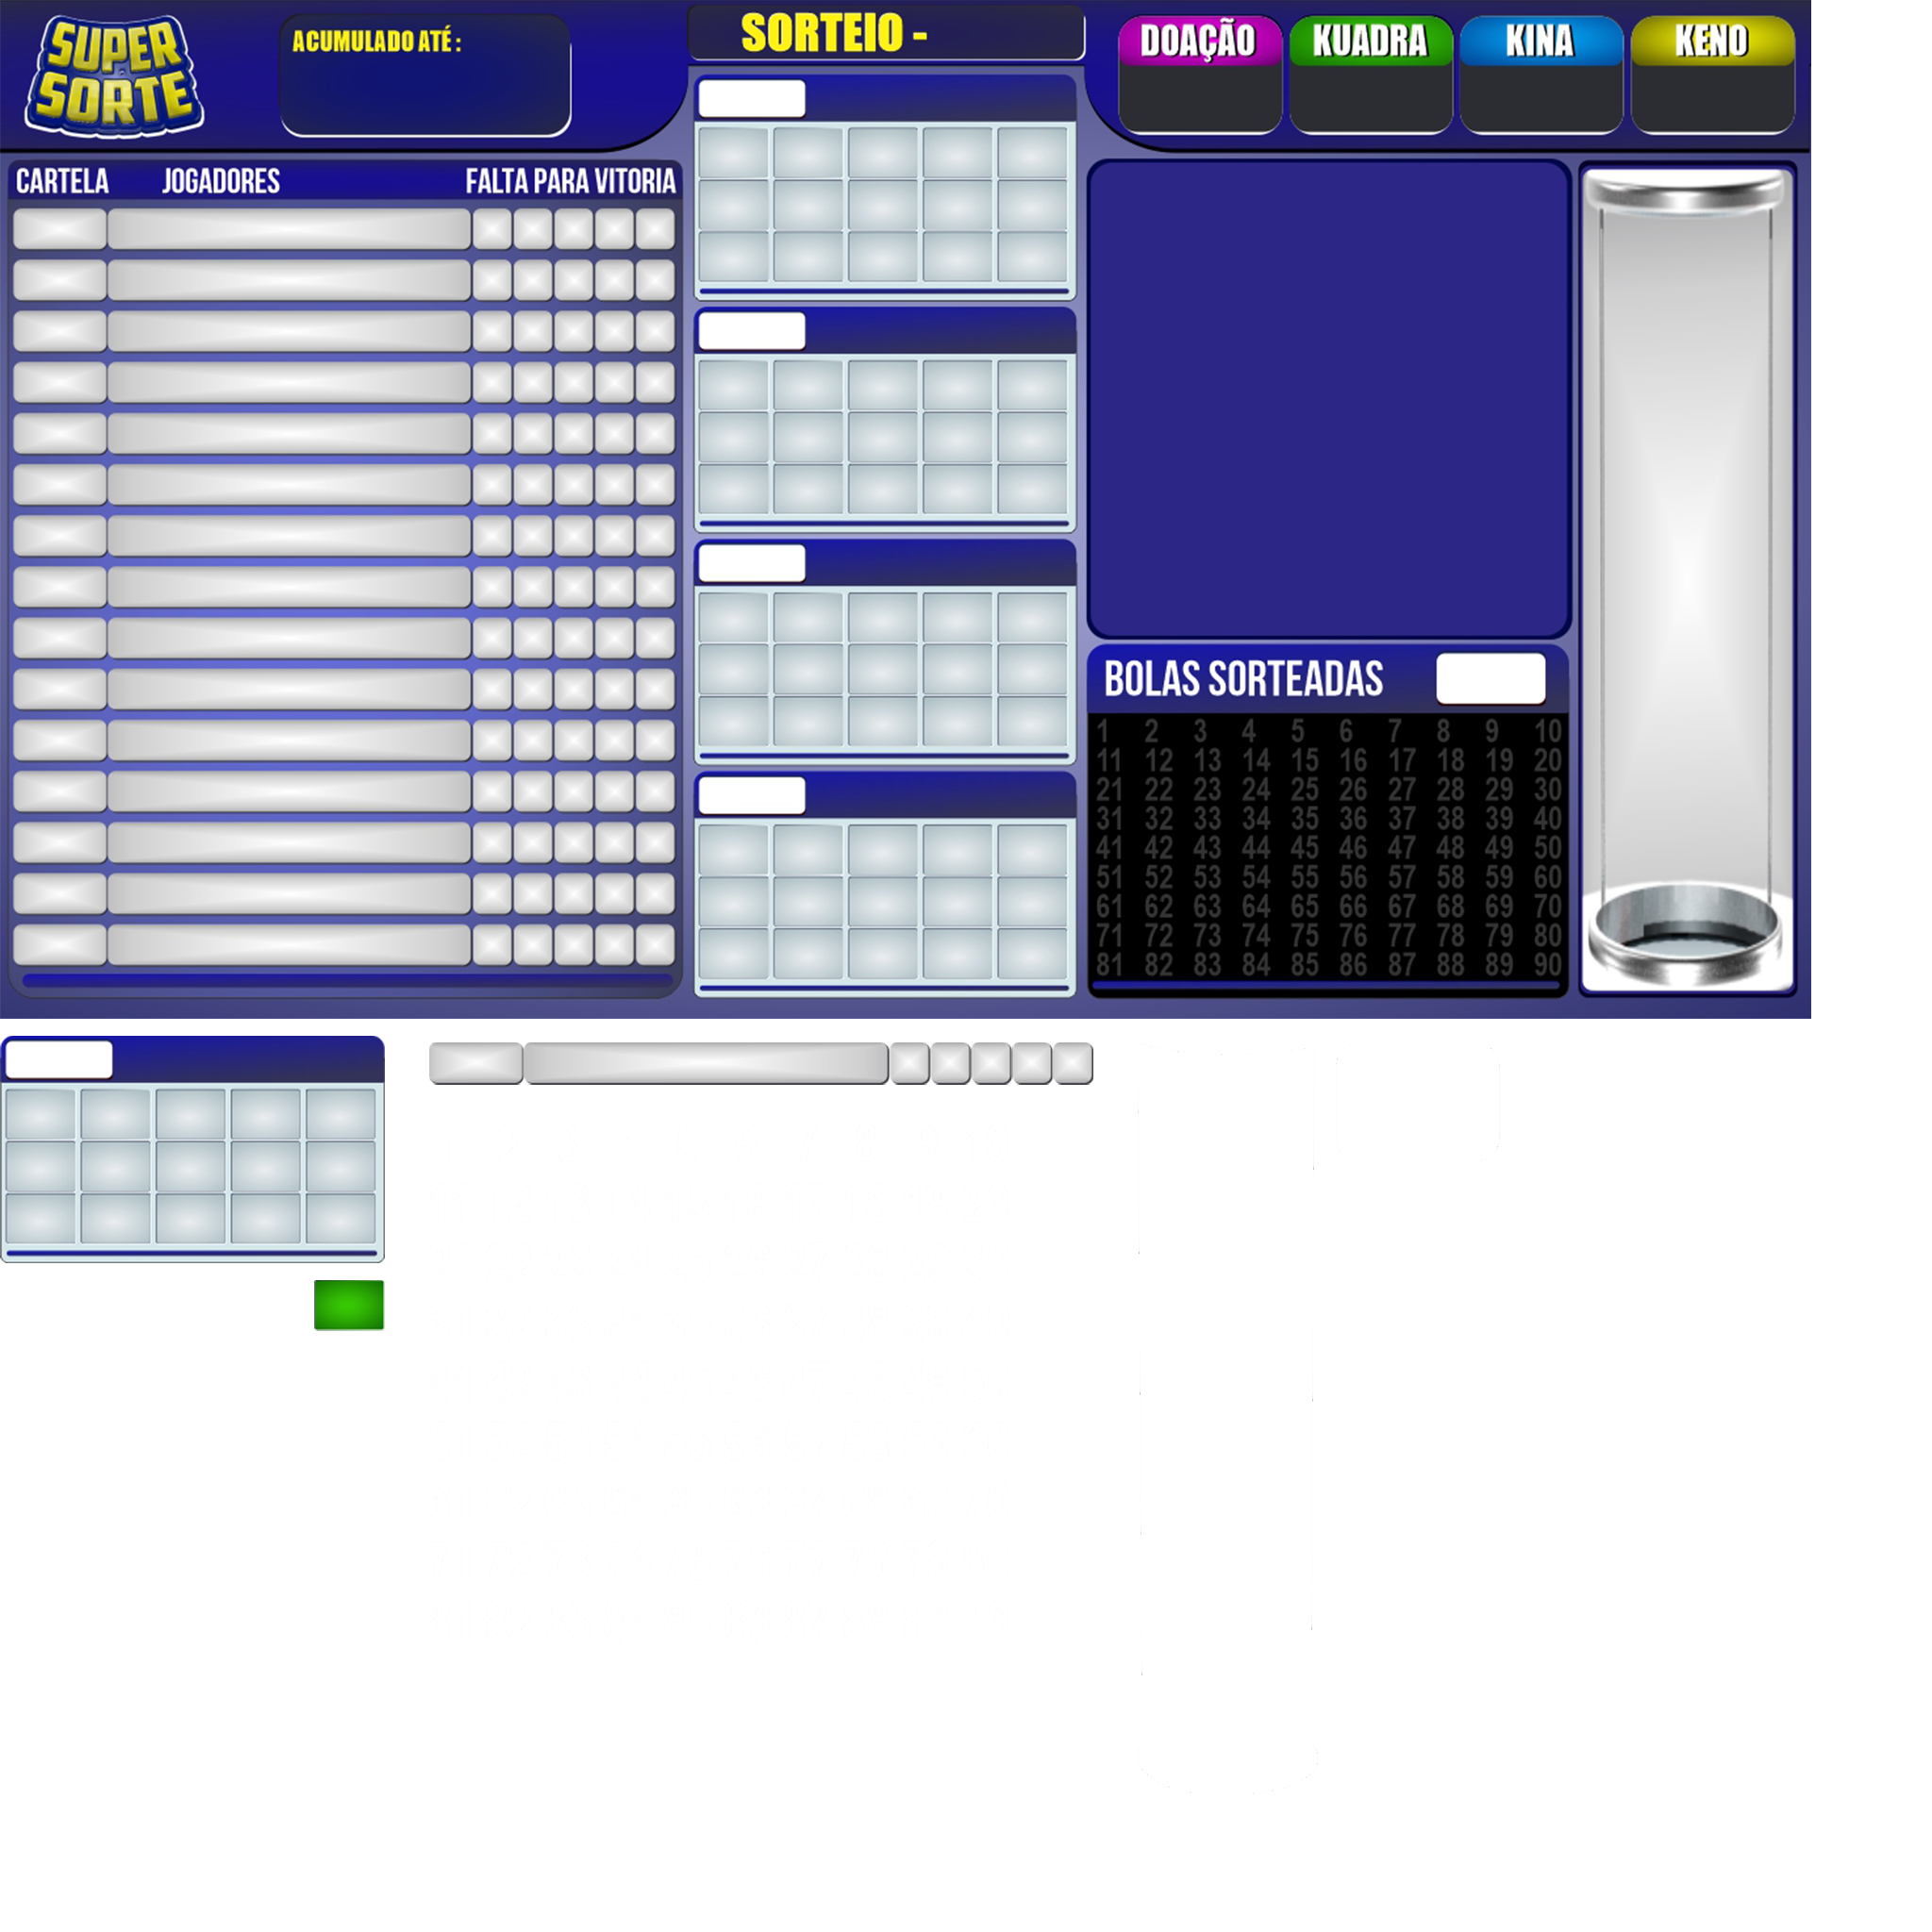 SUPER
SORTE
ACUMULADO ATÉ :
SORTEIO -
DOAÇÃO
KUADRA
KINA
KENO
CARTELA JOGADORES FALTA PARA VITORIA
BOLAS SORTEADAS
1 2 3 4 5 6 7 8 9 10
11 12 13 14 15 16 17 18 19 20
21 22 23 24 25 26 27 28 29 30
31 32 33 34 35 36 37 38 39 40
41 42 43 44 45 46 47 48 49 50
51 52 53 54 55 56 57 58 59 60
61 62 63 64 65 66 67 68 69 70
71 72 73 74 75 76 77 78 79 80
81 82 83 84 85 86 87 88 89 90